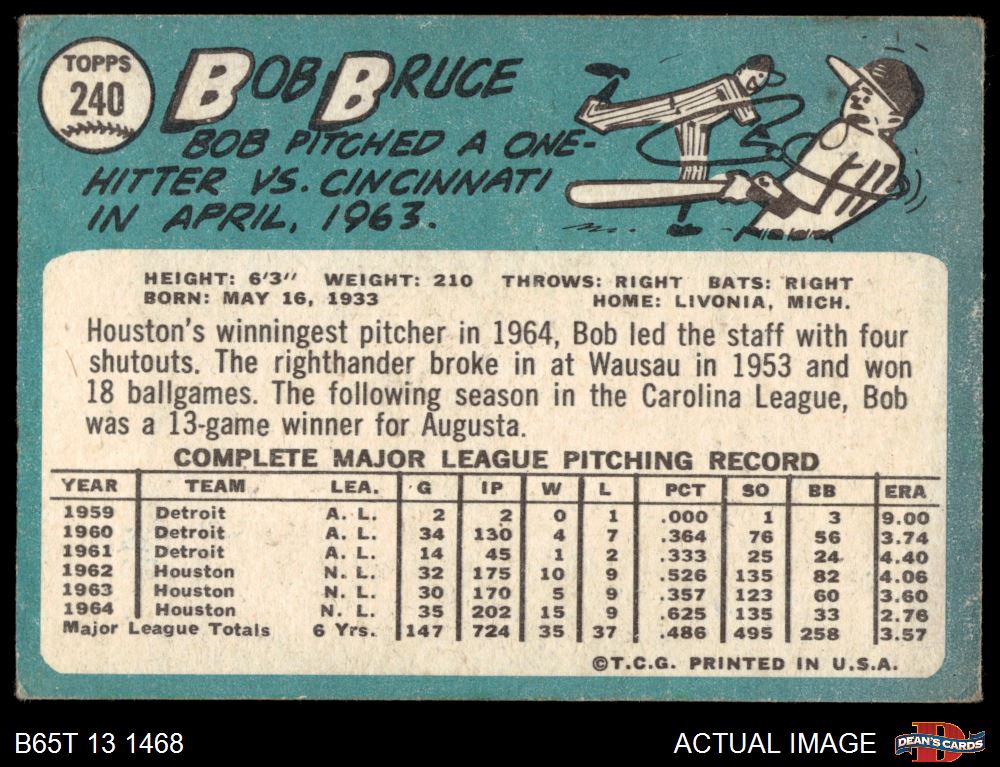 TOPPS
240
BOB BRUCE
BOB PITCHED A ONE-
HITTER VS. CINCINNATI
IN APRIL, 1963.
HEIGHT: 6'3" WEIGHT: 210 THROWS: RIGHT BATS: RIGHT
BORN: MAY 16, 1933 HOME: LIVONIA, MICH.
Houston's winningest pitcher in 1964, Bob led the staff with four
shutouts. The righthander broke in at Wausau in 1953 and won
18 ballgames. The following season in the Carolina League, Bob
was a 13-game winner for Augusta.
COMPLETE MAJOR LEAGUE PITCHING RECORD
YEAR TEAM LEA. G IP W L PCT SO BB ERA
1959 Detroit A. L. 2 2 0 1 .000 1 3 9.00
1960 Detroit A. L. 34 130 4 7 .364 76 56 3.74
1961 Detroit A. L. 14 45 1 2 .333 25 24 4.40
1962 Houston N. L. 32 175 10 9 .526 135 82 4.06
1963 Houston N. L. 30 170 5 9 .357 123 60 3.60
1964 Houston N. L. 35 202 15 9 .625 135 33 2.76
Major League Totals 6 Yrs. 147 724 35 37 .486 495 258 3.57
©T.C.G. PRINTED IN U.S.A.
B65T 13 1468 ACTUAL IMAGE D DEAN'S CARDS